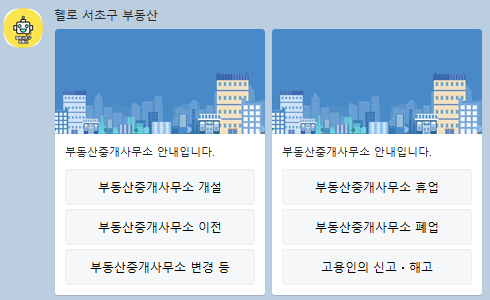 헬로 서초구 부동산
부동산중개사무소 안내입니다.
부동산중개사무소 개설
부동산중개사무소 이전
부동산중개사무소 변경 등
부동산중개사무소 안내입니다.
부동산중개사무소 휴업
부동산중개사무소 폐업
고용인의 신고・해고